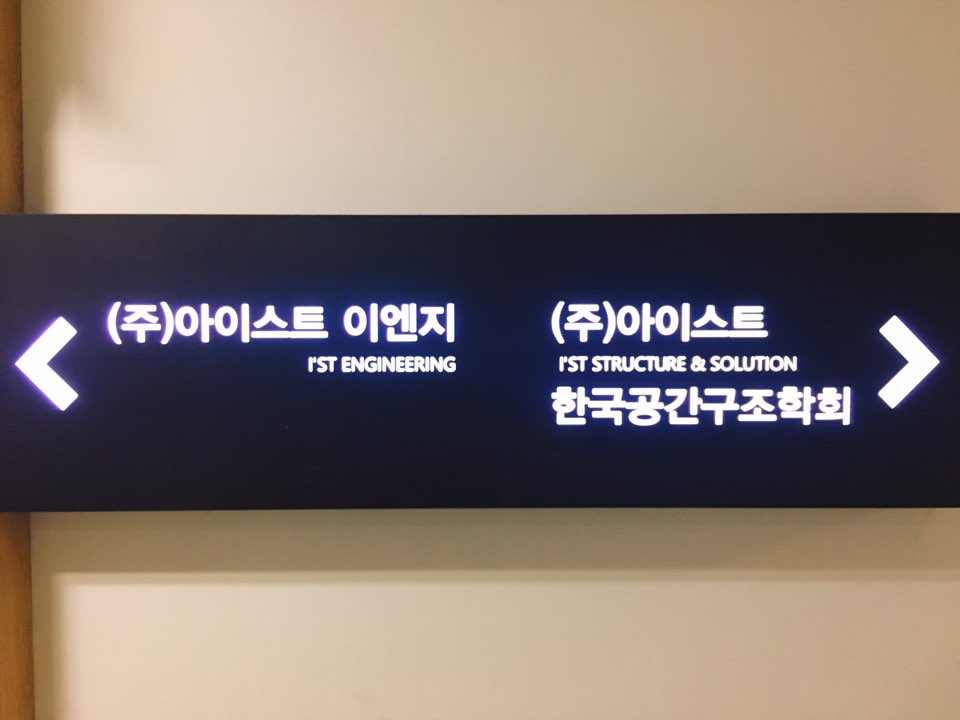 (주)아이스트 이엔지
I'ST ENGINEERING
(주)아이스트
I'ST STRUCTURE & SOLUTION
한국공간구조학회